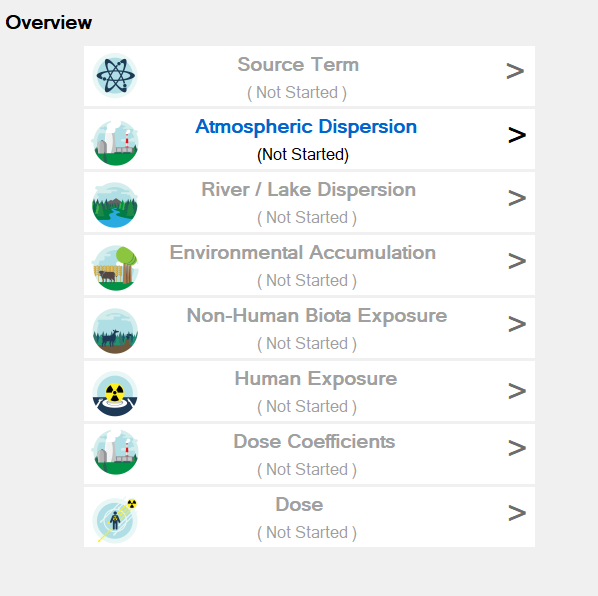 Overview
Source Term
( Not Started )
>
Atmospheric Dispersion
(Not Started)
>
River / Lake Dispersion
( Not Started )
>
Environmental Accumulation
( Not Started )
>
Non-Human Biota Exposure
( Not Started )
>
Human Exposure
( Not Started )
>
Dose Coefficients
( Not Started )
>
Dose
( Not Started )
>